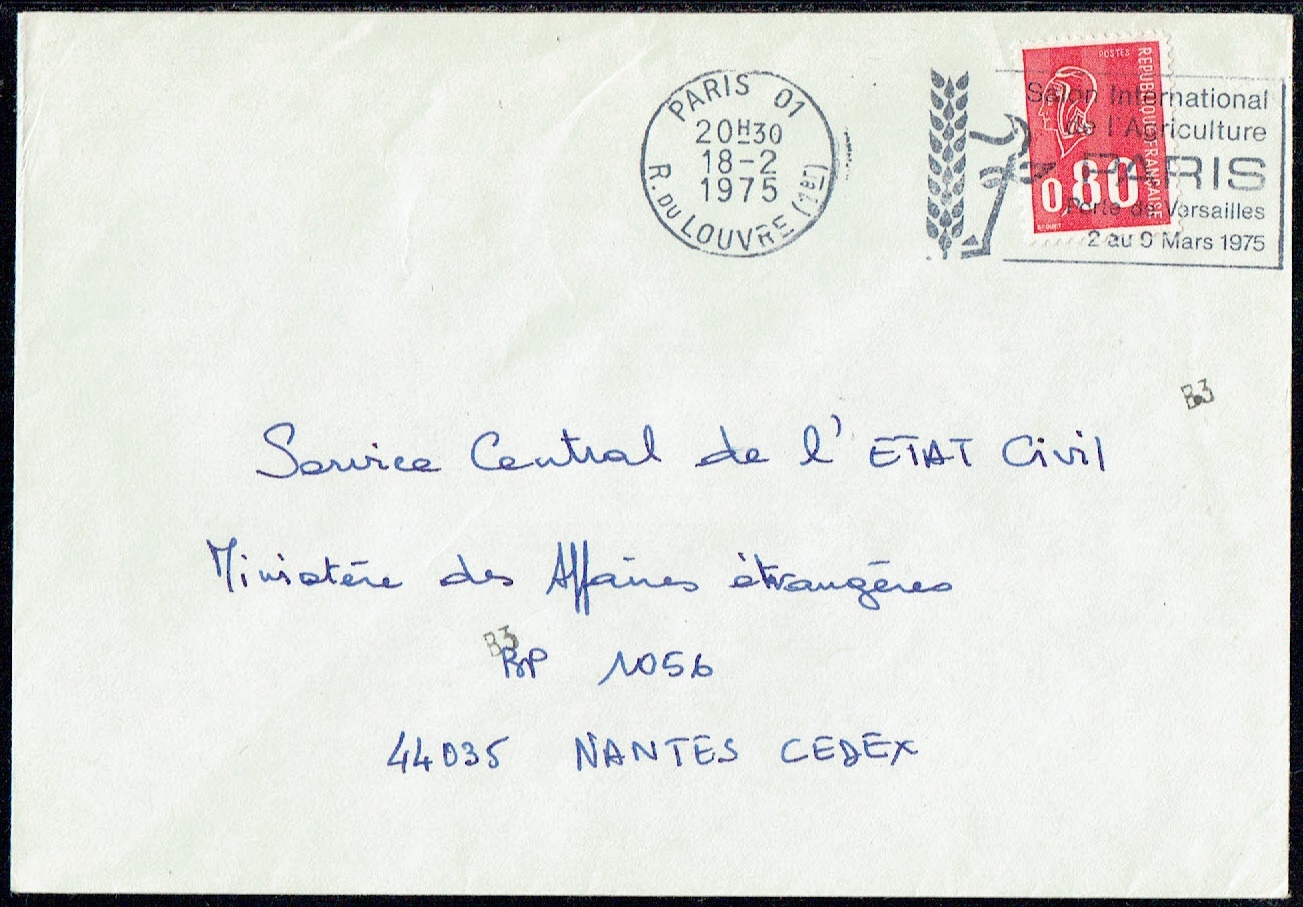 PARIS 01
20H30
18-2
1975
R. DU LOUVRE (1er)
POSTES
REPUBLIQUE FRANÇAISE
0,80
Salon International
de l'Agriculture
PARIS
Porte de Versailles
2 au 9 Mars 1975
B3
Service Central de l'ETAT Civil
Ministère des Affaires étrangères
B3
BP 1056
44035 NANTES CEDEX